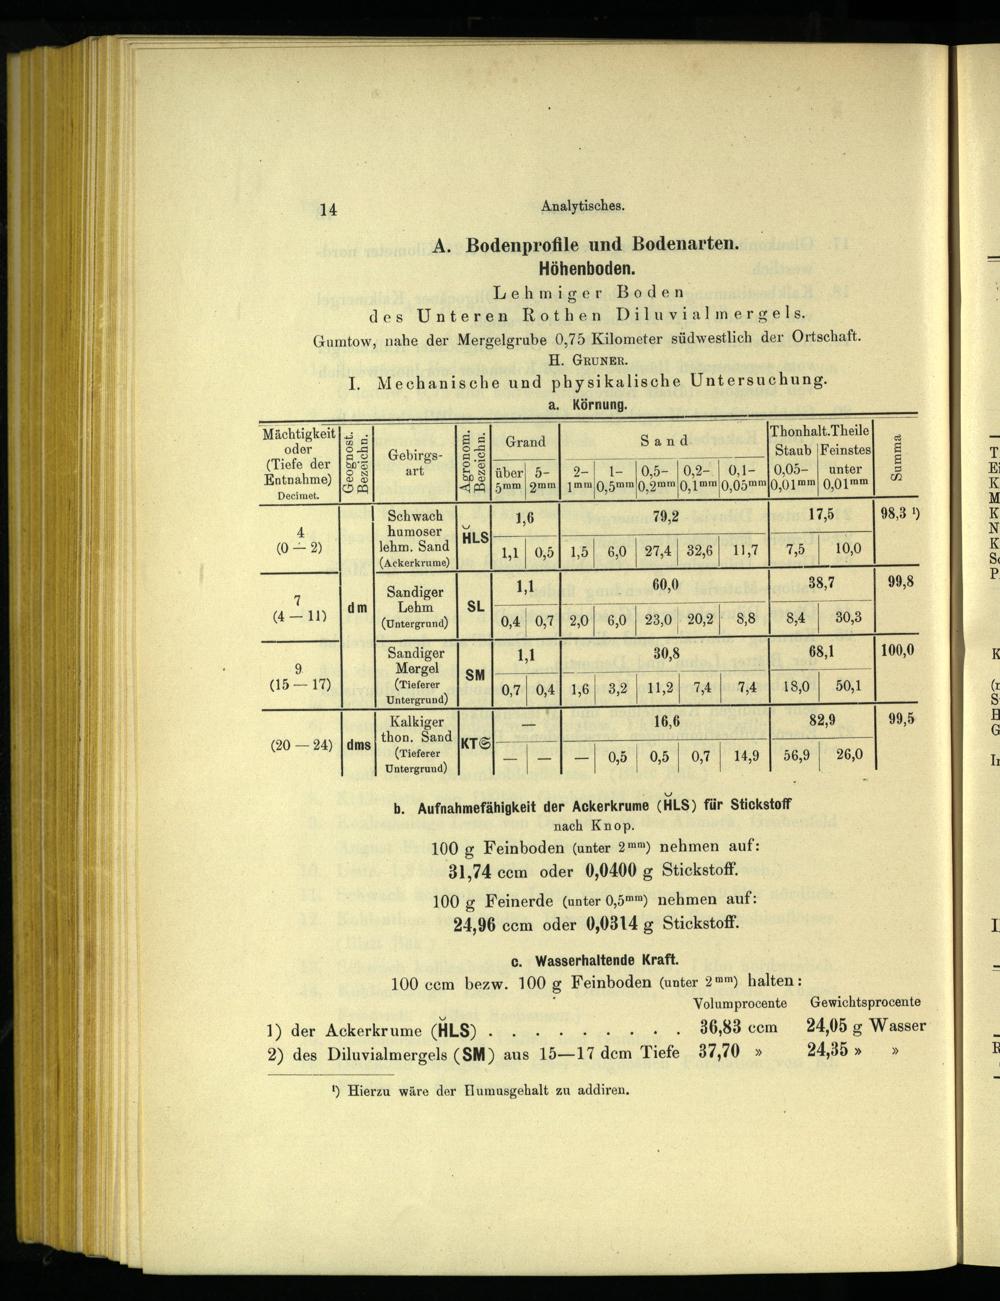 14 Analytisches.
A. Bodenprofile und Bodenarten.
Höhenboden.
Lehmiger Boden
des Unteren Rothen Diluvialmergels.
Gumtow, nahe der Mergelgrube 0,75 Kilometer südwestlich der Ortschaft.
H. Gruner.
I. Mechanische und physikalische Untersuchung.
a. Körnung.
Mächtigkeit oder (Tiefe der Entnahme) Decimet. | Geognost. Bezeichn. | Gebirgs-art | Agronom. Bezeichn. | Grand | Sand | Thonhalt. Theile | Summa
Staub | Feinstes
über 5mm | 5-2mm | 2-1mm | 1-0,5mm | 0,5-0,2mm | 0,2-0,1mm | 0,1-0,05mm | 0,05-0,01mm | unter 0,01mm
4 (0—2) | dm | Schwach humoser lehm. Sand (Ackerkrume) | H̆LS | 1,6 | 79,2 | 17,5 | 98,3 ¹)
1,1 | 0,5 | 1,5 | 6,0 | 27,4 | 32,6 | 11,7 | 7,5 | 10,0
7 (4—11) | Sandiger Lehm (Untergrund) | SL | 1,1 | 60,0 | 38,7 | 99,8
0,4 | 0,7 | 2,0 | 6,0 | 23,0 | 20,2 | 8,8 | 8,4 | 30,3
9 (15—17) | Sandiger Mergel (Tieferer Untergrund) | SM | 1,1 | 30,8 | 68,1 | 100,0
0,7 | 0,4 | 1,6 | 3,2 | 11,2 | 7,4 | 7,4 | 18,0 | 50,1
(20—24) | dms | Kalkiger thon. Sand (Tieferer Untergrund) | KT𝔖 | — | 16,6 | 82,9 | 99,5
— | — | — | 0,5 | 0,5 | 0,7 | 14,9 | 56,9 | 26,0
b. Aufnahmefähigkeit der Ackerkrume (H̆LS) für Stickstoff
nach Knop.
100 g Feinboden (unter 2mm) nehmen auf:
31,74 ccm oder 0,0400 g Stickstoff.
100 g Feinerde (unter 0,5mm) nehmen auf:
24,96 ccm oder 0,0314 g Stickstoff.
c. Wasserhaltende Kraft.
100 ccm bezw. 100 g Feinboden (unter 2mm) halten:
Volumprocente Gewichtsprocente
1) der Ackerkrume (H̆LS) . . . . . . . . . 36,83 ccm 24,05 g Wasser
2) des Diluvialmergels (SM) aus 15—17 dcm Tiefe 37,70 » 24,35 » »
¹) Hierzu wäre der Humusgehalt zu addiren.